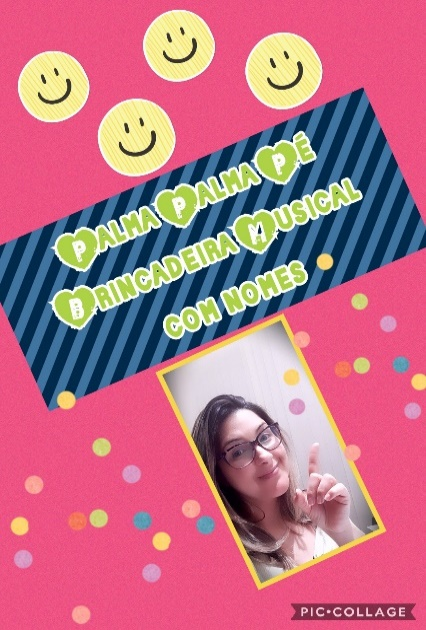 PALMA PALMA PÉ
BRINCADEIRA MUSICAL
COM NOMES
PIC•COLLAGE